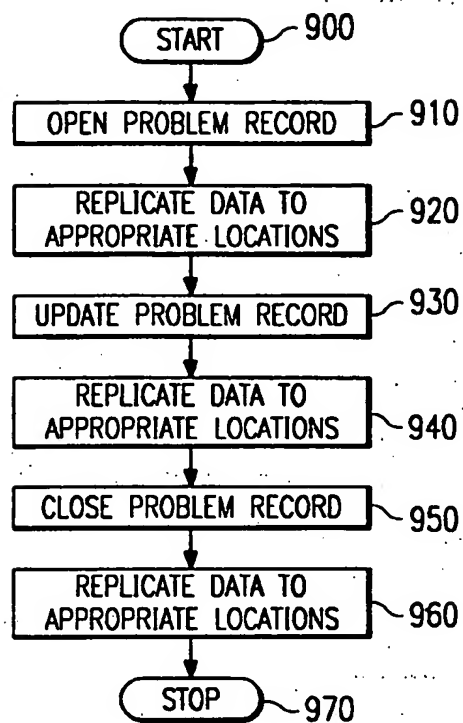 START
900
OPEN PROBLEM RECORD
910
REPLICATE DATA TO
APPROPRIATE LOCATIONS
920
UPDATE PROBLEM RECORD
930
REPLICATE DATA TO
APPROPRIATE LOCATIONS
940
CLOSE PROBLEM RECORD
950
REPLICATE DATA TO
APPROPRIATE LOCATIONS
960
STOP
970